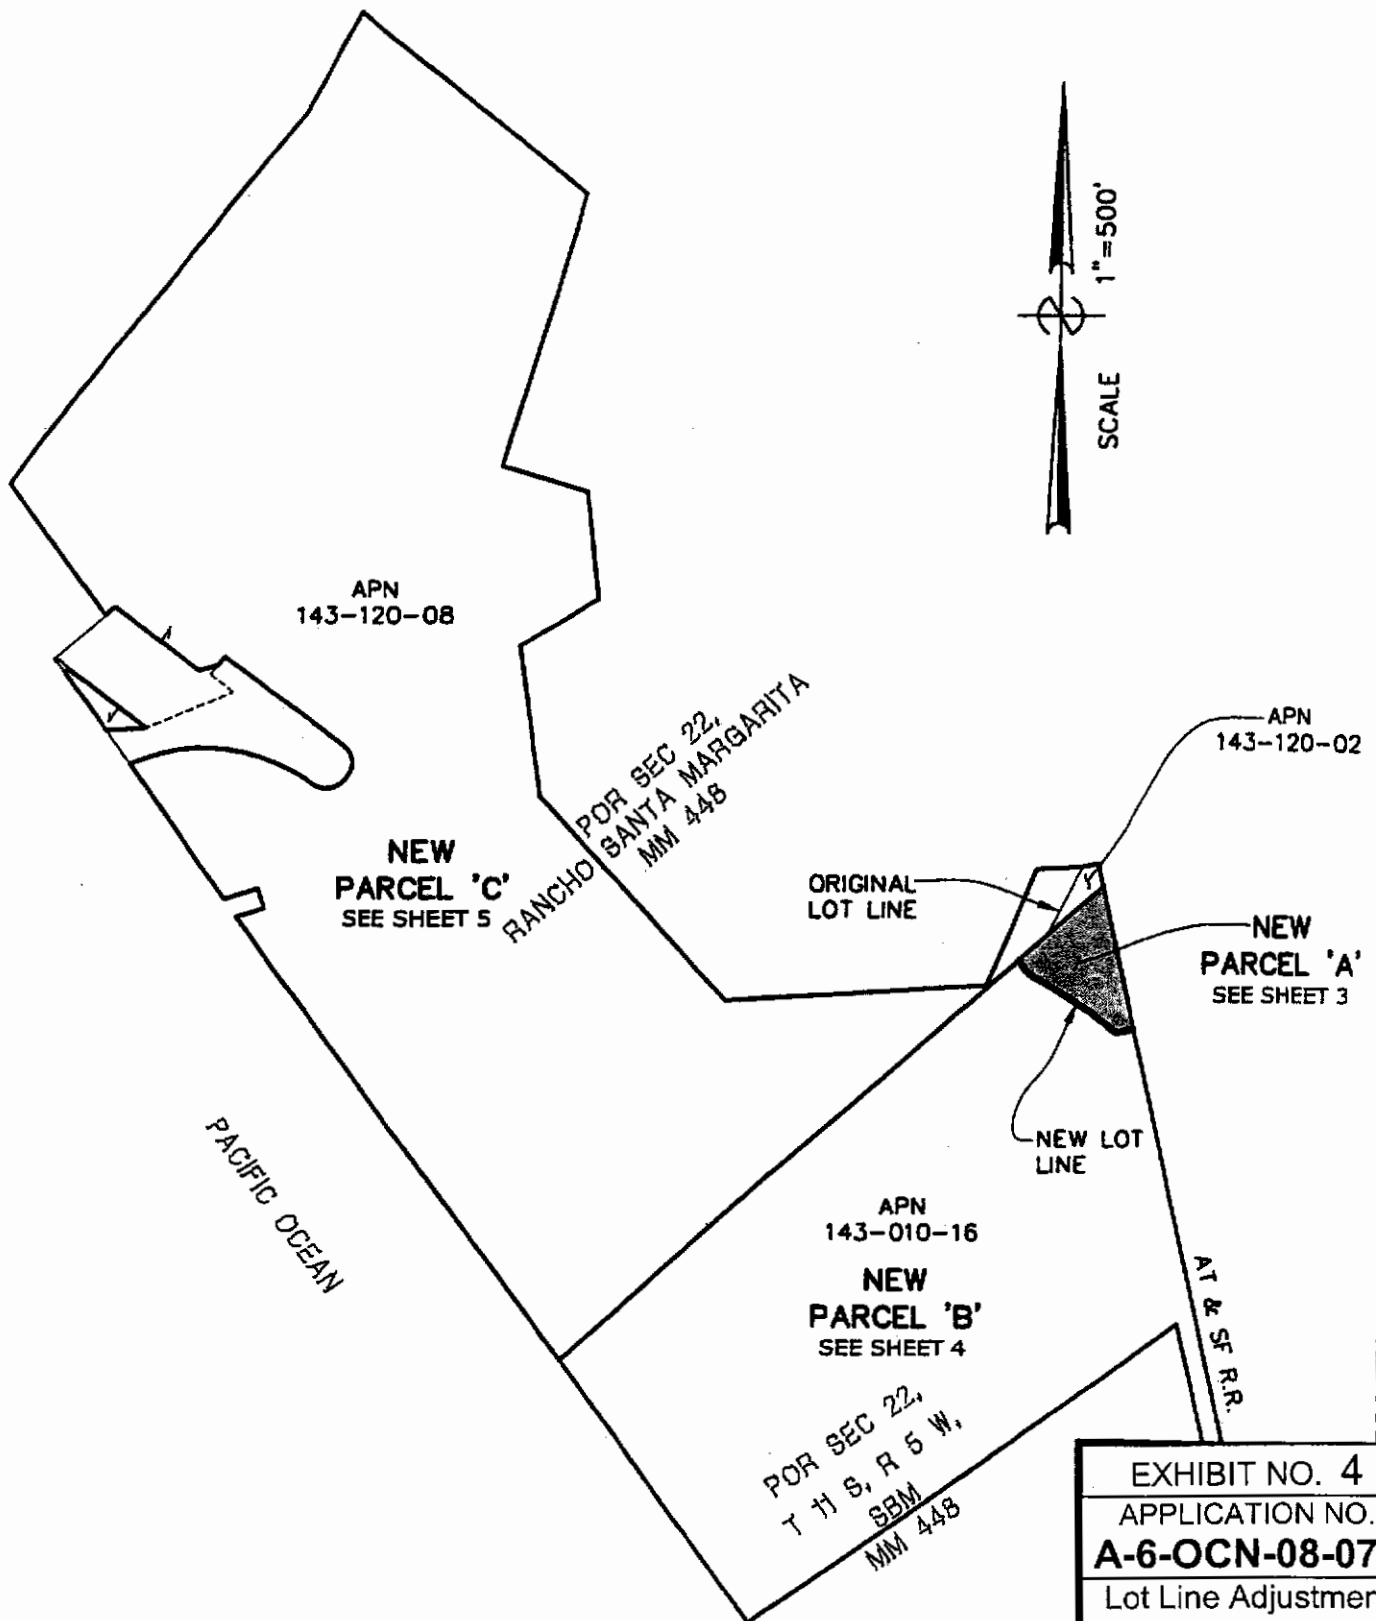 1"=500'
SCALE
APN
143-120-08
POR SEC 22,
RANCHO SANTA MARGARITA
MM 448
APN
143-120-02
NEW
PARCEL 'C'
SEE SHEET 5
ORIGINAL
LOT LINE
NEW
PARCEL 'A'
SEE SHEET 3
NEW LOT
LINE
PACIFIC OCEAN
APN
143-010-16
NEW
PARCEL 'B'
SEE SHEET 4
AT & SF R.R.
POR SEC 22,
T 11 S, R 5 W,
SBM
MM 448
EXHIBIT NO. 4
APPLICATION NO.
A-6-OCN-08-07
Lot Line Adjustmen